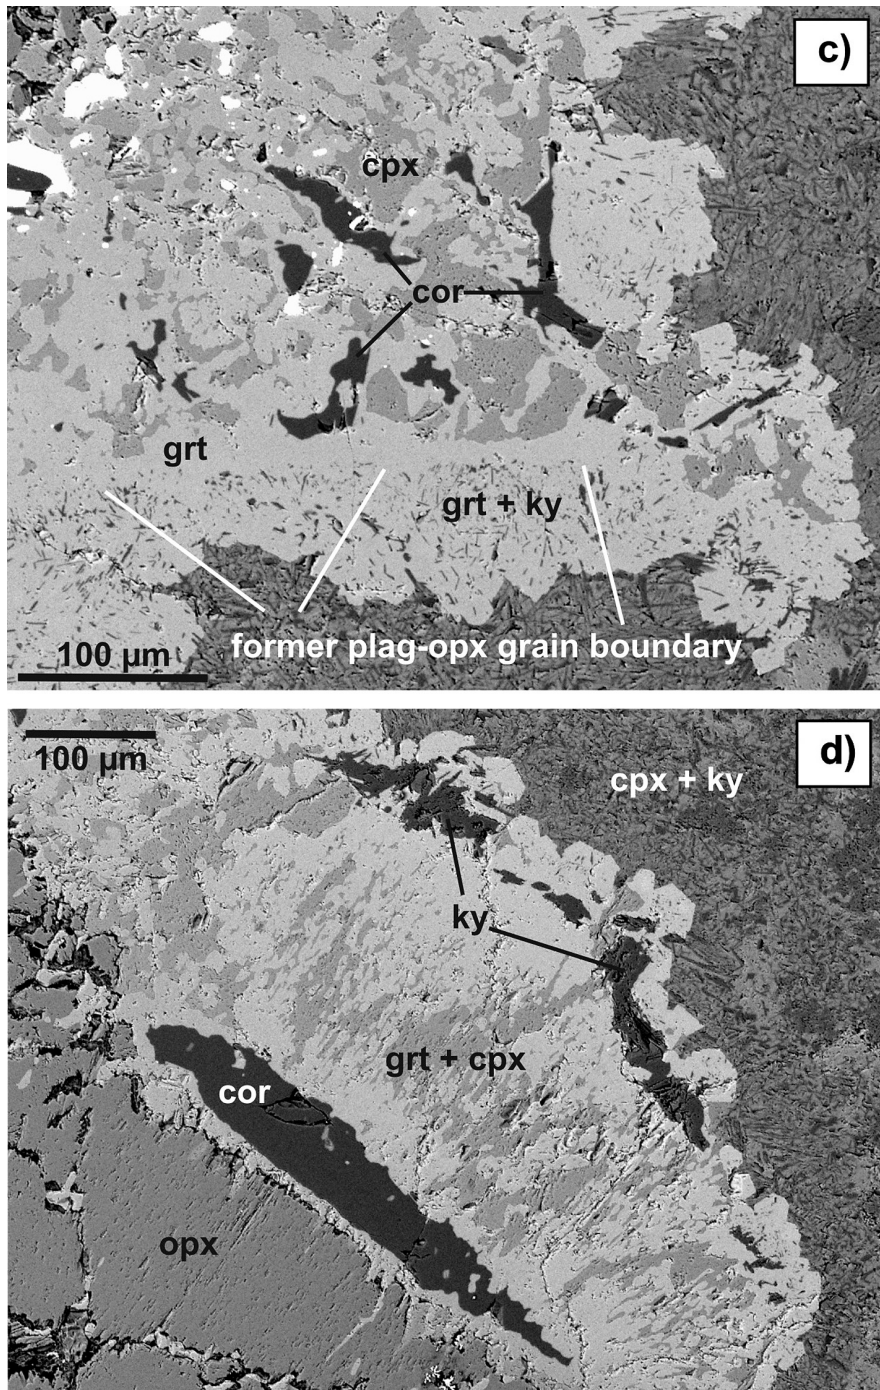 c)
cpx
cor
grt
grt + ky
former plag-opx grain boundary
100 µm
d)
100 µm
cpx + ky
ky
grt + cpx
cor
opx